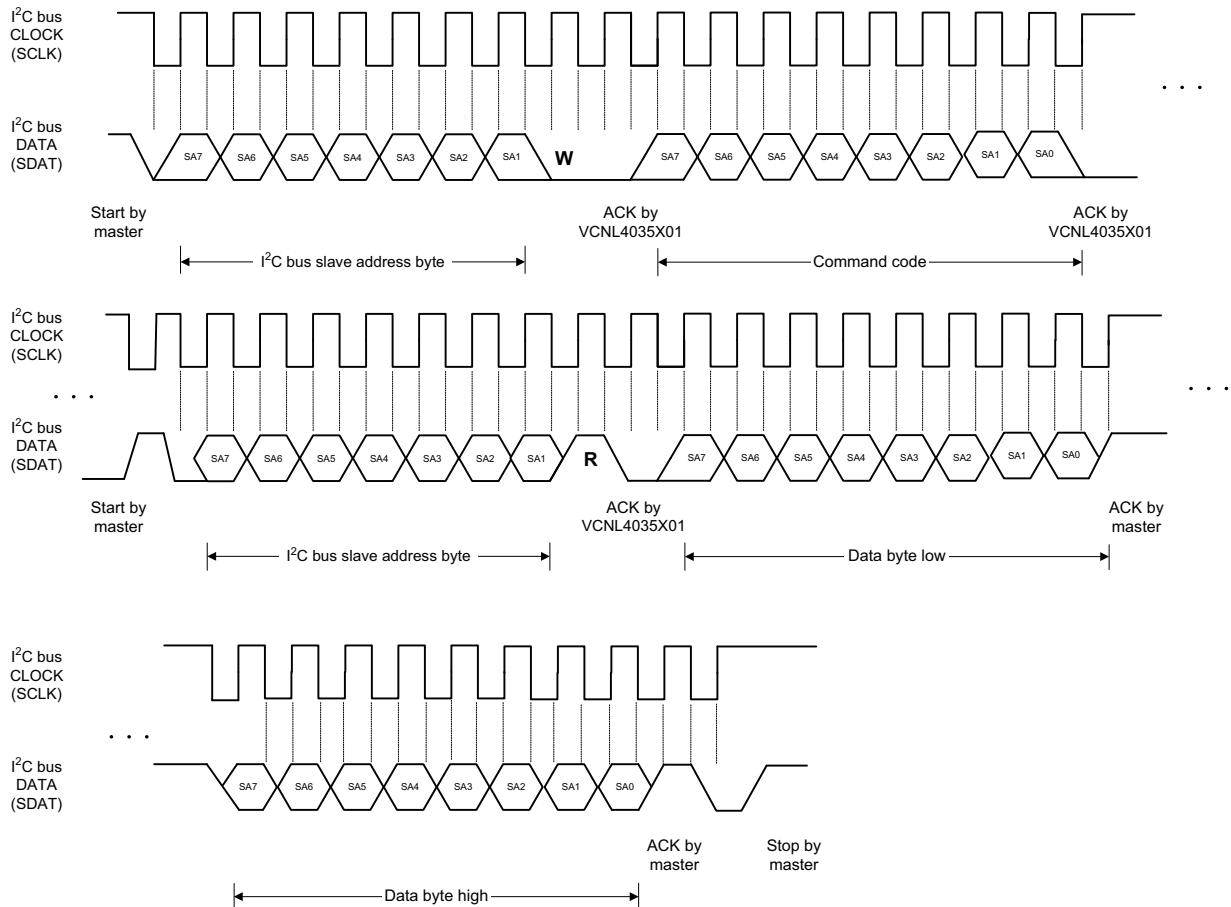 I²C bus
CLOCK
(SCLK)
. . .
I²C bus
DATA
(SDAT)
SA7 SA6 SA5 SA4 SA3 SA2 SA1 W SA7 SA6 SA5 SA4 SA3 SA2 SA1 SA0
Start by
master
ACK by
VCNL4035X01
ACK by
VCNL4035X01
I²C bus slave address byte
Command code
I²C bus
CLOCK
(SCLK)
. . .
. . .
I²C bus
DATA
(SDAT)
SA7 SA6 SA5 SA4 SA3 SA2 SA1 R SA7 SA6 SA5 SA4 SA3 SA2 SA1 SA0
Start by
master
ACK by
VCNL4035X01
ACK by
master
I²C bus slave address byte
Data byte low
I²C bus
CLOCK
(SCLK)
. . .
I²C bus
DATA
(SDAT)
SA7 SA6 SA5 SA4 SA3 SA2 SA1 SA0
ACK by
master
Stop by
master
Data byte high